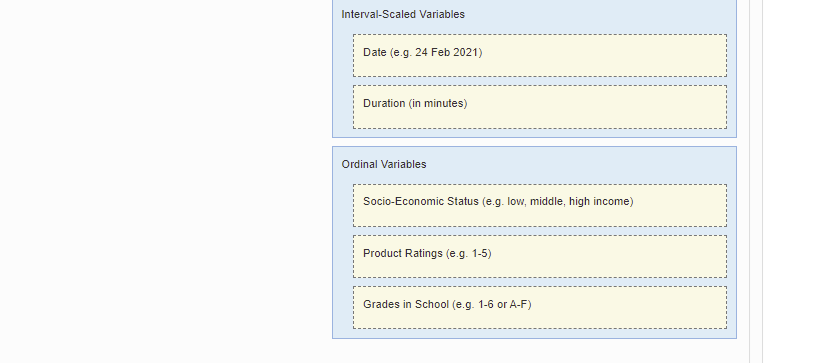 Interval-Scaled Variables
Date (e.g. 24 Feb 2021)
Duration (in minutes)
Ordinal Variables
Socio-Economic Status (e.g. low, middle, high income)
Product Ratings (e.g. 1-5)
Grades in School (e.g. 1-6 or A-F)